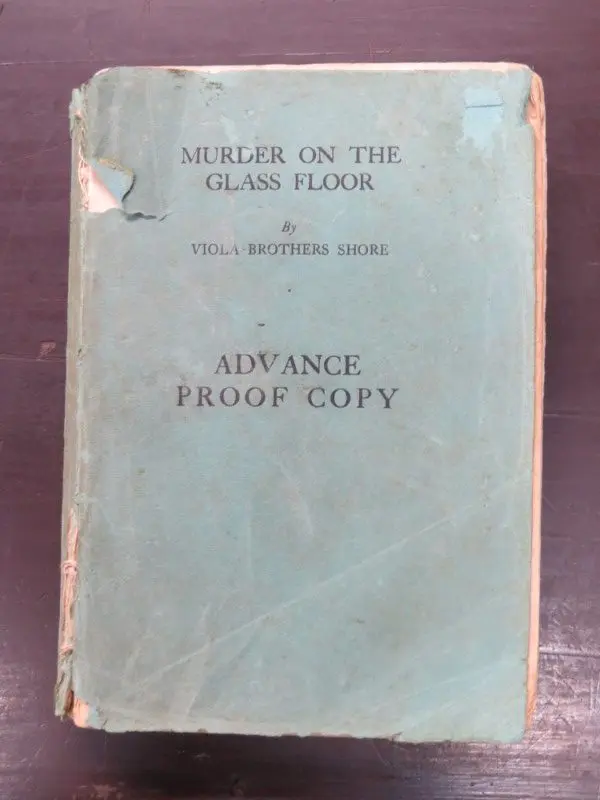 MURDER ON THE
GLASS FLOOR
By
VIOLA BROTHERS SHORE
ADVANCE
PROOF COPY